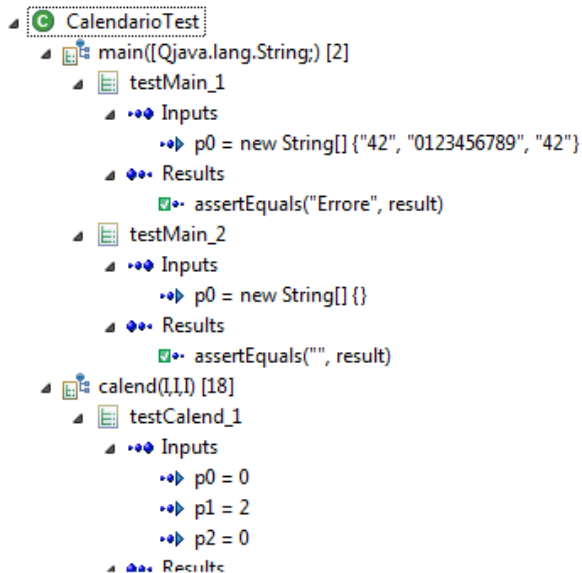 CalendarioTest
main([Qjava.lang.String;) [2]
testMain_1
Inputs
p0 = new String[] {"42", "0123456789", "42"}
Results
assertEquals("Errore", result)
testMain_2
Inputs
p0 = new String[] {}
Results
assertEquals("", result)
calend(I,I,I) [18]
testCalend_1
Inputs
p0 = 0
p1 = 2
p2 = 0
Results